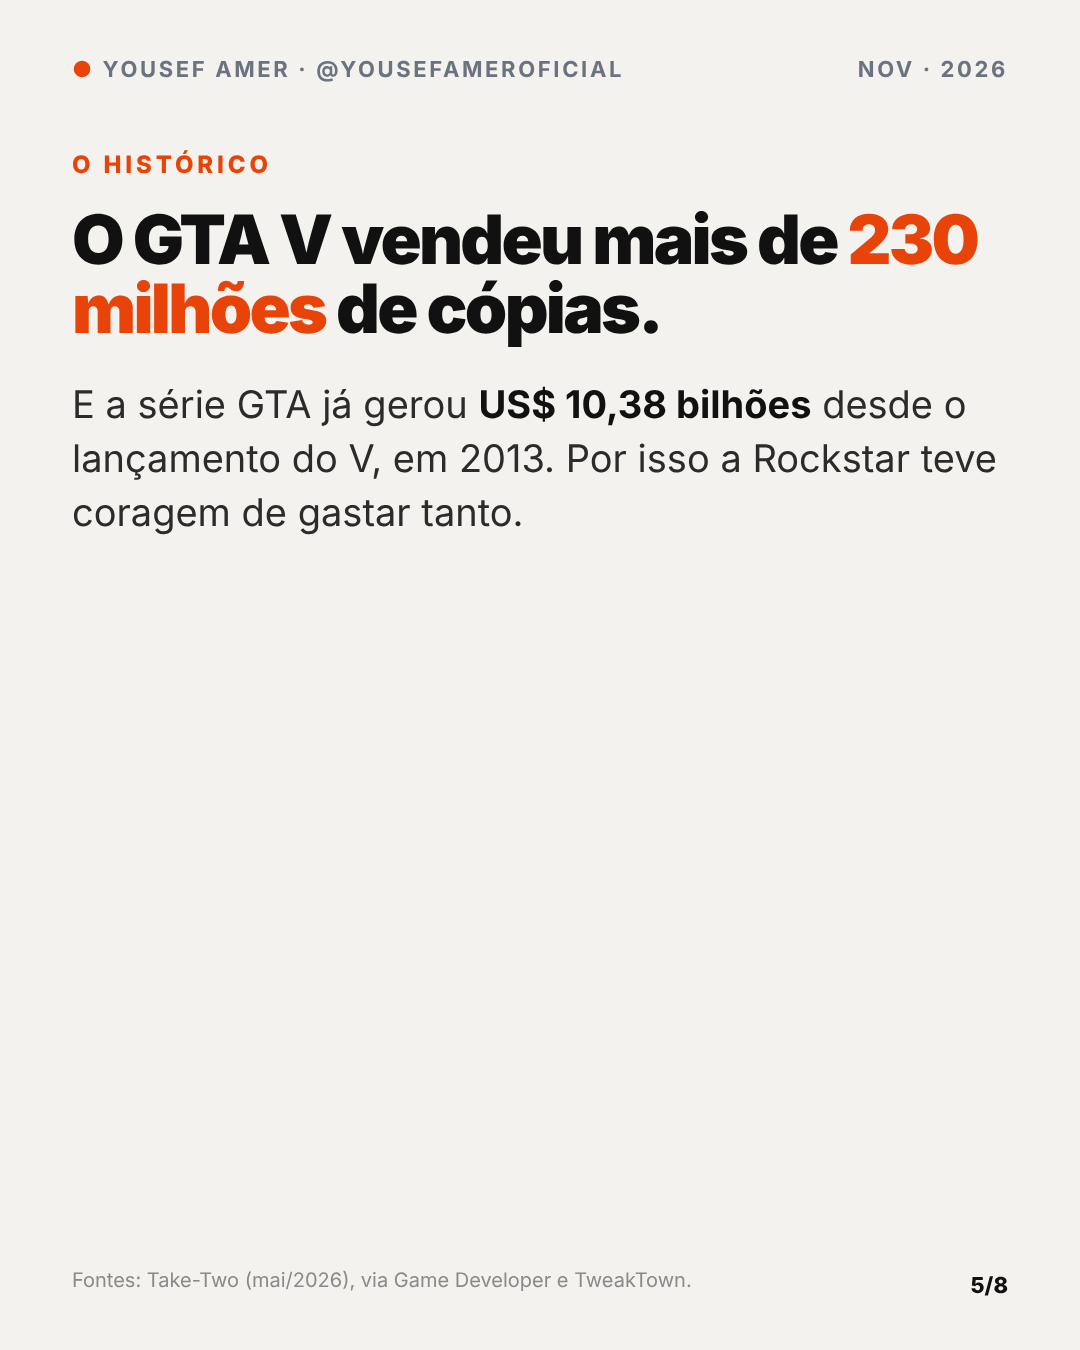 YOUSEF AMER · @YOUSEFAMEROFICIAL
NOV · 2026
O HISTÓRICO
O GTA V vendeu mais de 230
milhões de cópias.
E a série GTA já gerou US$ 10,38 bilhões desde o
lançamento do V, em 2013. Por isso a Rockstar teve
coragem de gastar tanto.
Fontes: Take-Two (mai/2026), via Game Developer e TweakTown.
5/8